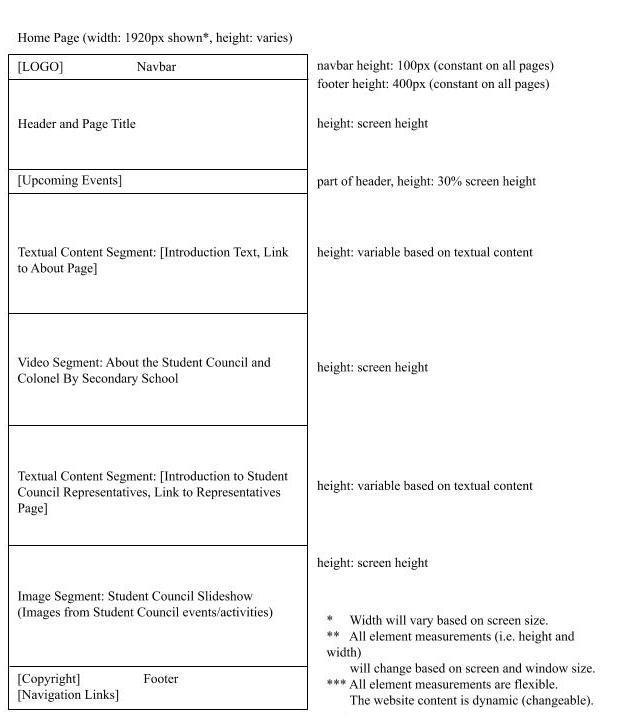 Home Page (width: 1920px shown*, height: varies)
[LOGO] Navbar
navbar height: 100px (constant on all pages)
footer height: 400px (constant on all pages)
Header and Page Title
height: screen height
[Upcoming Events]
part of header, height: 30% screen height
Textual Content Segment: [Introduction Text, Link
to About Page]
height: variable based on textual content
Video Segment: About the Student Council and
Colonel By Secondary School
height: screen height
Textual Content Segment: [Introduction to Student
Council Representatives, Link to Representatives
Page]
height: variable based on textual content
height: screen height
Image Segment: Student Council Slideshow
(Images from Student Council events/activities)
* Width will vary based on screen size.
** All element measurements (i.e. height and
width)
will change based on screen and window size.
*** All element measurements are flexible.
The website content is dynamic (changeable).
[Copyright] Footer
[Navigation Links]